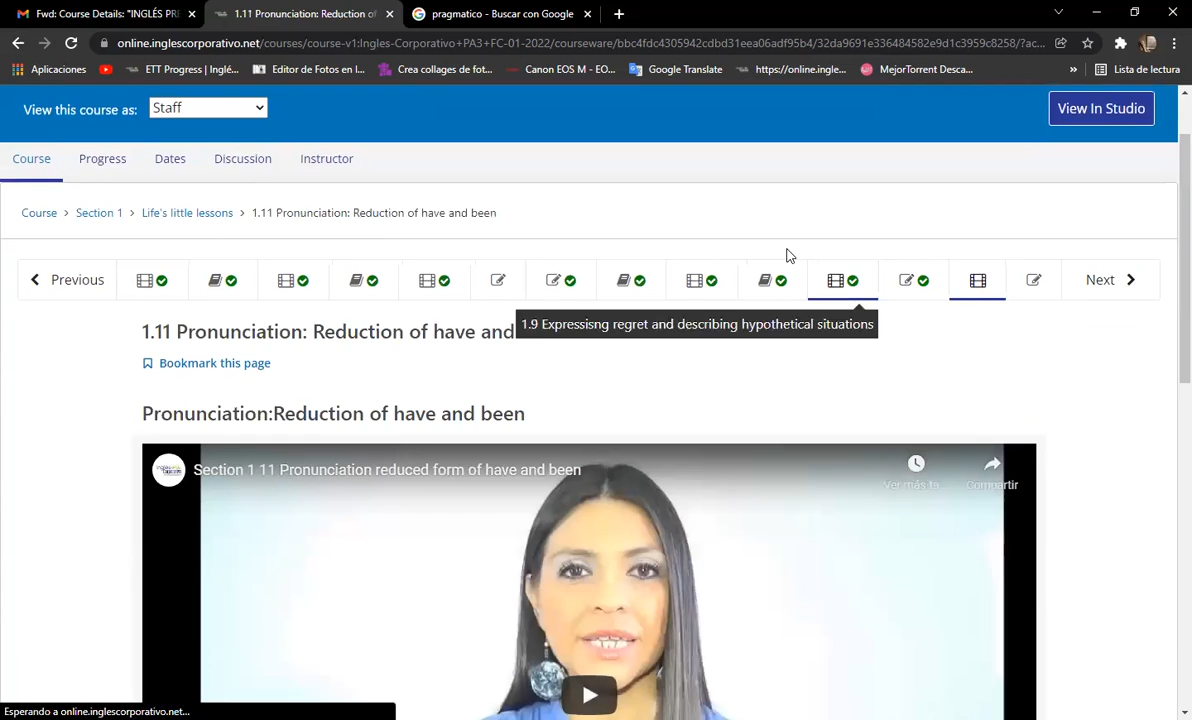 Fwd: Course Details: "INGLÉS PRE
1.11 Pronunciation: Reduction of
pragmatico - Buscar con Google
online.inglescorporativo.net/courses/course-v1:Ingles-Corporativo+PA3+FC-01-2022/courseware/bbc4fdc4305942cdbd31eea06adf95b4/32da9691e336484582e9d1c3959c8258/?ac...
Aplicaciones
ETT Progress | Inglé...
Editor de Fotos en l...
Crea collages de fot...
Canon EOS M - EO...
Google Translate
https://online.ingle...
MejorTorrent Desca...
»
Lista de lectura
View this course as:
Staff
View In Studio
Course
Progress
Dates
Discussion
Instructor
Course > Section 1 > Life's little lessons > 1.11 Pronunciation: Reduction of have and been
Previous
Next
1.9 Expressisng regret and describing hypothetical situations
1.11 Pronunciation: Reduction of have and
Bookmark this page
Pronunciation:Reduction of have and been
Section 1 11 Pronunciation reduced form of have and been
Ver más ta...
Compartir
Esperando a online.inglescorporativo.net...